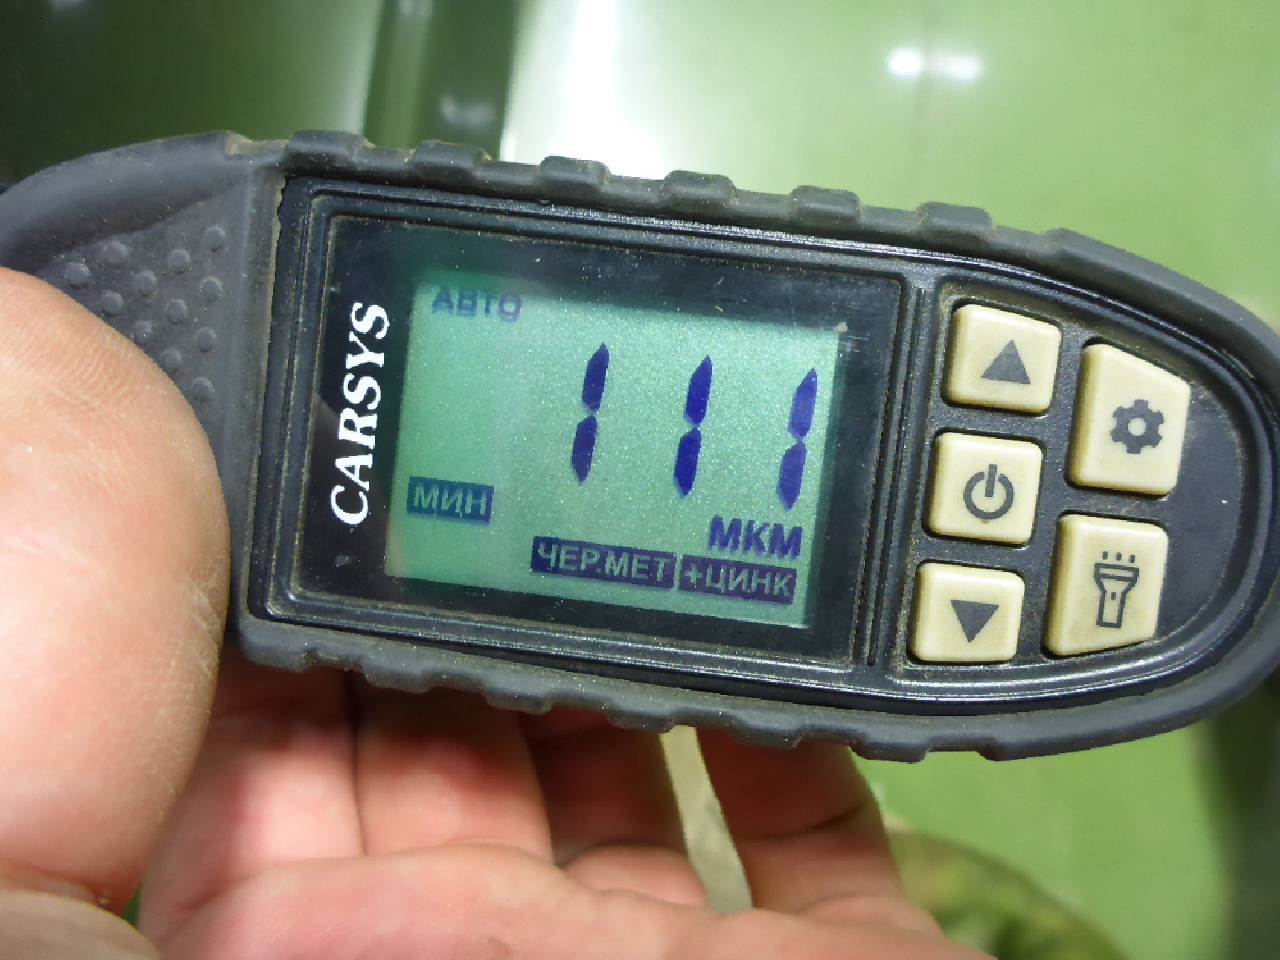 CARSYS
АВТО
111
МИН
МКМ
ЧЕР.МЕТ +ЦИНК